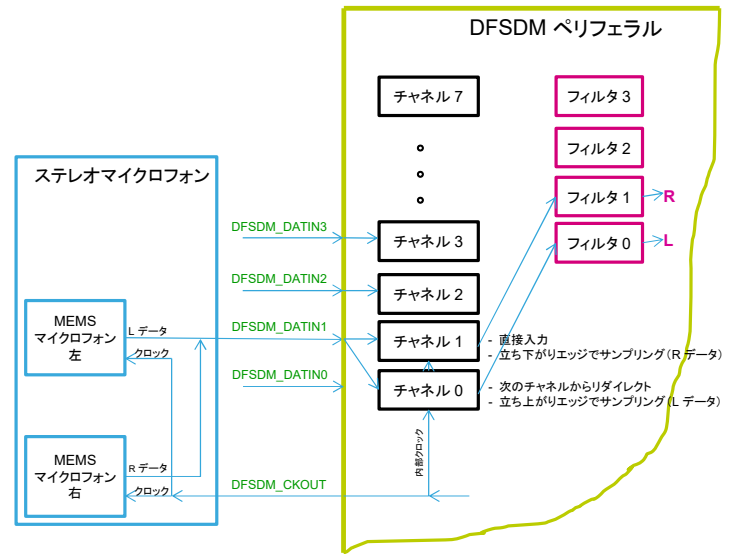 DFSDM ペリフェラル
チャネル 7
フィルタ 3
フィルタ 2
ステレオマイクロフォン
フィルタ 1
R
DFSDM_DATIN3
チャネル 3
フィルタ 0
L
DFSDM_DATIN2
チャネル 2
MEMS
マイクロフォン
左
L データ
クロック
DFSDM_DATIN1
チャネル 1
- 直接入力
- 立ち下がりエッジでサンプリング(R データ)
DFSDM_DATIN0
チャネル 0
- 次のチャネルからリダイレクト
- 立ち上がりエッジでサンプリング(L データ)
内部クロック
MEMS
マイクロフォン
右
R データ
クロック
DFSDM_CKOUT